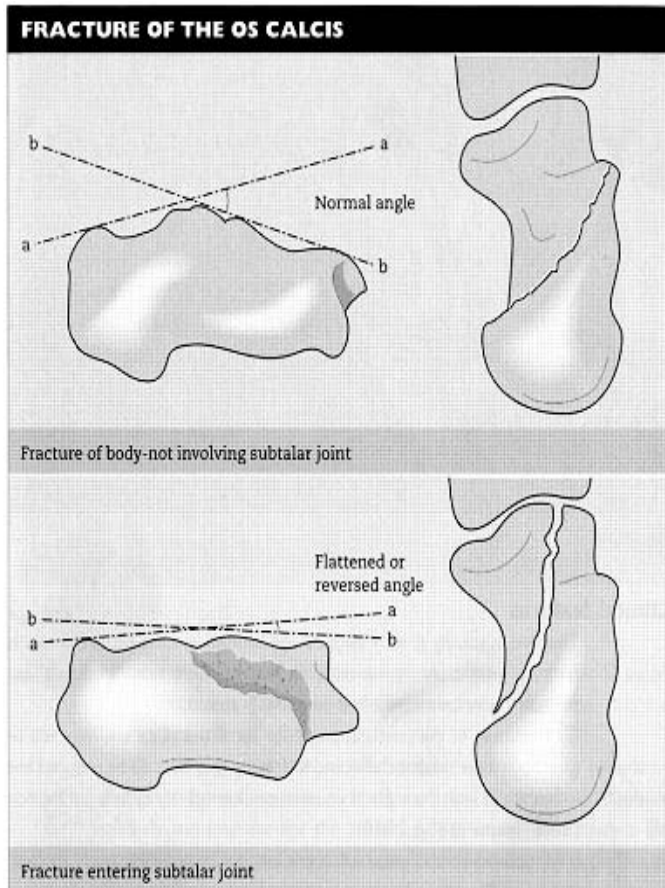 FRACTURE OF THE OS CALCIS
b
a
Normal angle
a
b
Fracture of body-not involving subtalar joint
Flattened or
reversed angle
b
a
a
b
Fracture entering subtalar joint